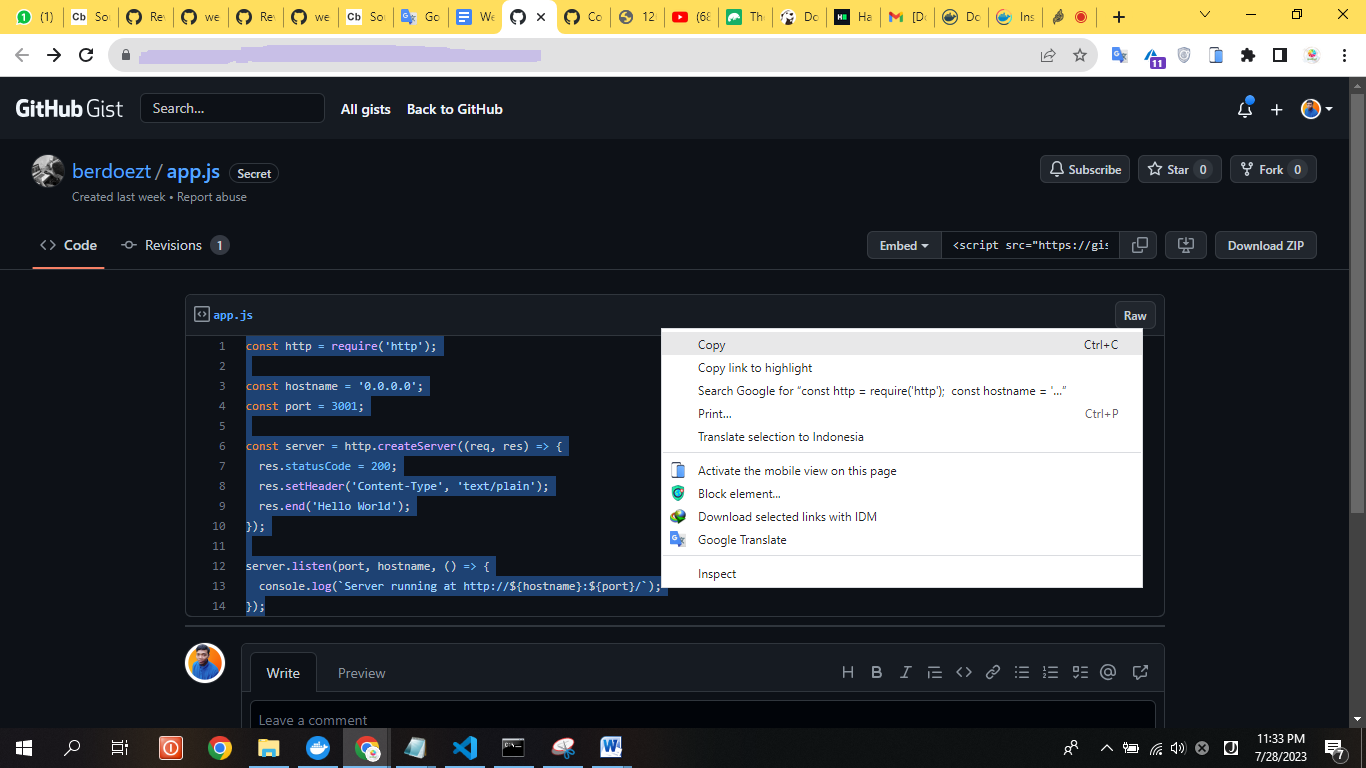 (1)
So
Rev
we
Rev
we
So
Go
We
Co
12
(68
Th
Do
Ha
[Do
Do
Ins
11
GitHub Gist
Search...
All gists
Back to GitHub
berdoezt / app.js
Secret
Created last week • Report abuse
Subscribe
Star 0
Fork 0
Code
Revisions 1
Embed
<script src="https://gis
Download ZIP
app.js
Raw
1 const http = require('http');
2
3 const hostname = '0.0.0.0';
4 const port = 3001;
5
6 const server = http.createServer((req, res) => {
7 res.statusCode = 200;
8 res.setHeader('Content-Type', 'text/plain');
9 res.end('Hello World');
10 });
11
12 server.listen(port, hostname, () => {
13 console.log(`Server running at http://${hostname}:${port}/`);
14 });
Copy Ctrl+C
Copy link to highlight
Search Google for “const http = require('http'); const hostname = '...”
Print... Ctrl+P
Translate selection to Indonesia
Activate the mobile view on this page
Block element...
Download selected links with IDM
Google Translate
Inspect
Write
Preview
Leave a comment
11:33 PM
7/28/2023
7